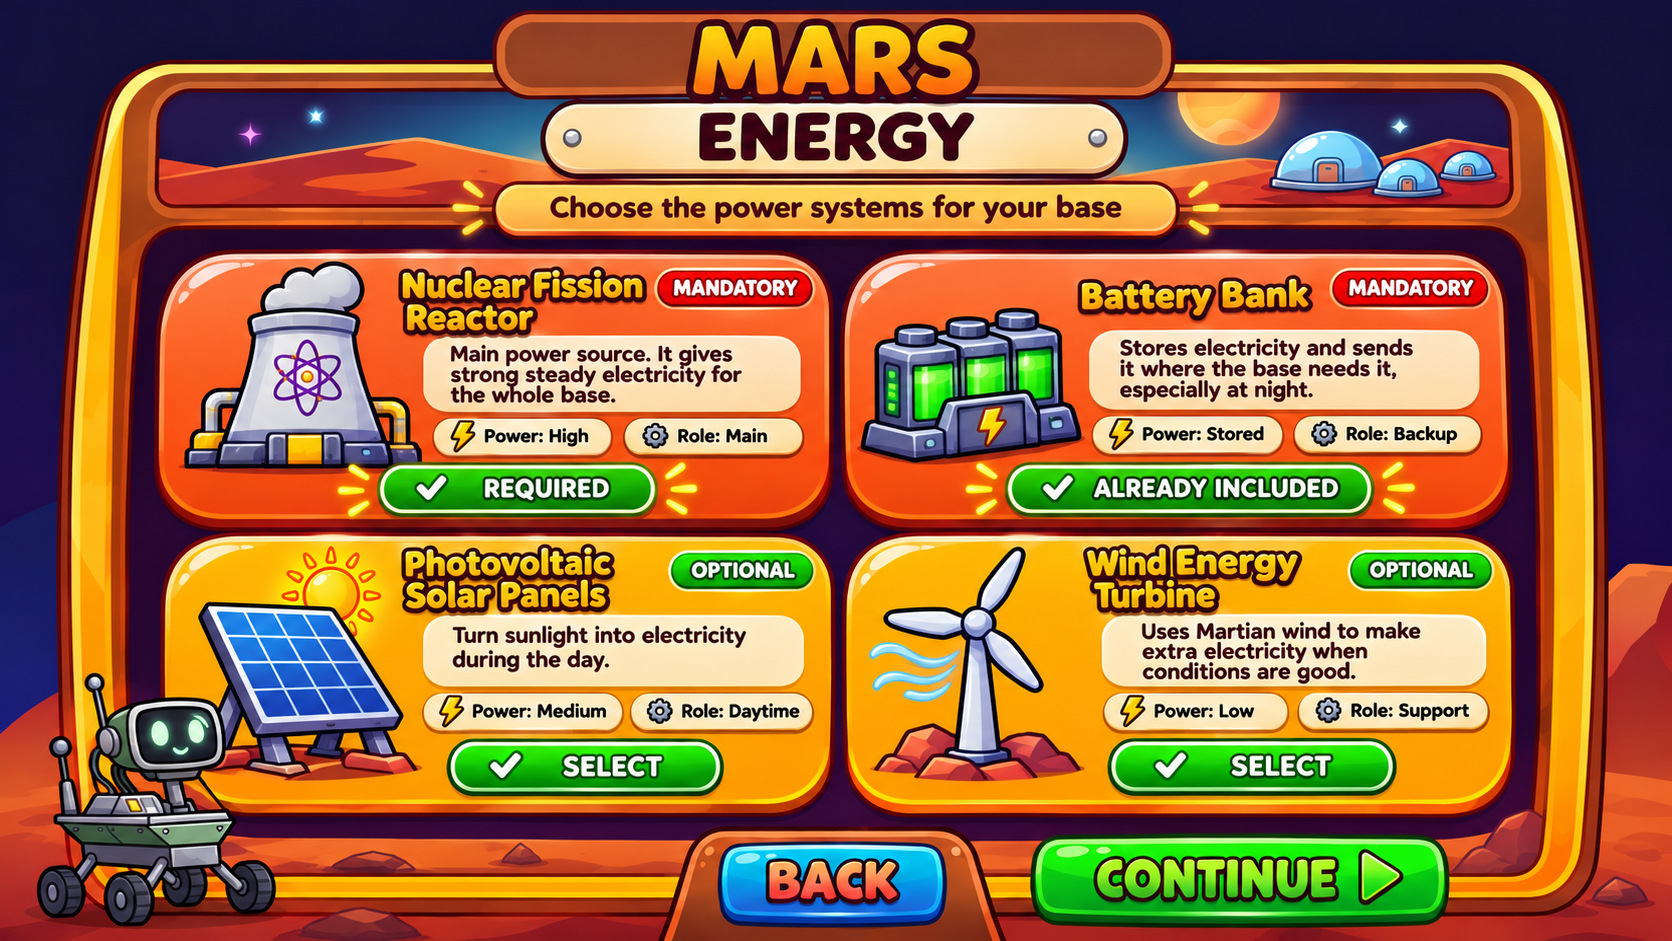 MARS
ENERGY
Choose the power systems for your base
Nuclear Fission
Reactor
MANDATORY
Main power source. It gives
strong steady electricity for
the whole base.
Power: High
Role: Main
REQUIRED
Battery Bank
MANDATORY
Stores electricity and sends
it where the base needs it,
especially at night.
Power: Stored
Role: Backup
ALREADY INCLUDED
Photovoltaic
Solar Panels
OPTIONAL
Turn sunlight into electricity
during the day.
Power: Medium
Role: Daytime
SELECT
Wind Energy
Turbine
OPTIONAL
Uses Martian wind to make
extra electricity when
conditions are good.
Power: Low
Role: Support
SELECT
BACK
CONTINUE